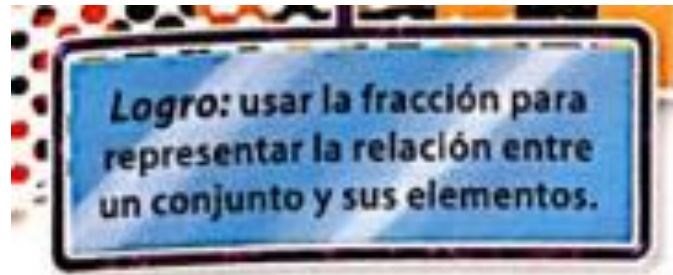 Logro: usar la fracción para
representar la relación entre
un conjunto y sus elementos.